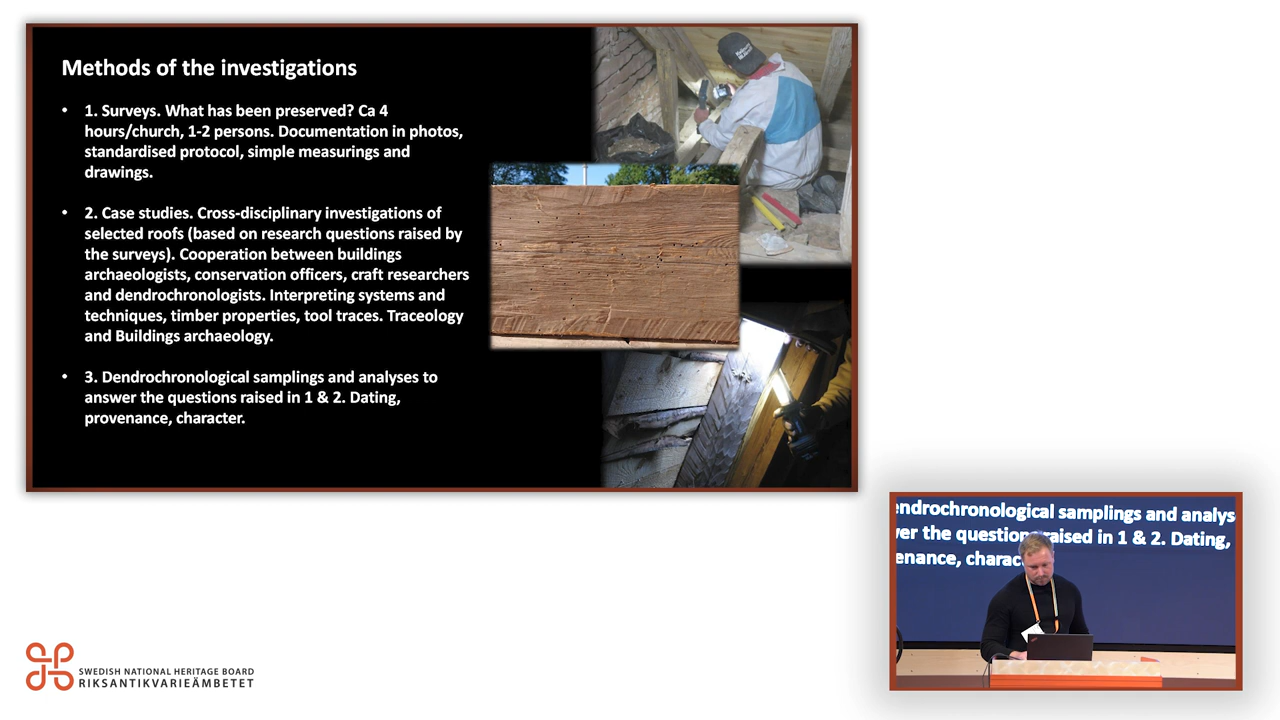 Methods of the investigations
• 1. Surveys. What has been preserved? Ca 4
hours/church, 1-2 persons. Documentation in photos,
standardised protocol, simple measurings and
drawings.
• 2. Case studies. Cross-disciplinary investigations of
selected roofs (based on research questions raised by
the surveys). Cooperation between buildings
archaeologists, conservation officers, craft researchers
and dendrochronologists. Interpreting systems and
techniques, timber properties, tool traces. Traceology
and Buildings archaeology.
• 3. Dendrochronological samplings and analyses to
answer the questions raised in 1 & 2. Dating,
provenance, character.
endrochronological samplings and analys
ver the questions raised in 1 & 2. Dating,
enance, charac
SWEDISH NATIONAL HERITAGE BOARD
RIKSANTIKVARIEÄMBETET